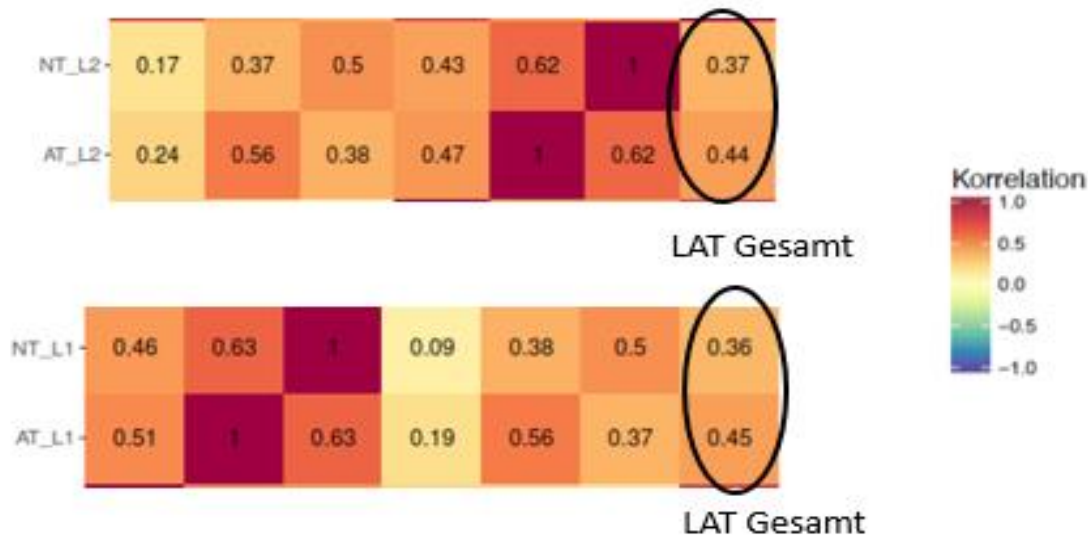 NT_L2 0.17 0.37 0.5 0.43 0.62 1 0.37
AT_L2 0.24 0.56 0.38 0.47 1 0.62 0.44
LAT Gesamt
Korrelation
1.0
0.5
0.0
−0.5
−1.0
NT_L1 0.46 0.63 1 0.09 0.38 0.5 0.36
AT_L1 0.51 1 0.63 0.19 0.56 0.37 0.45
LAT Gesamt